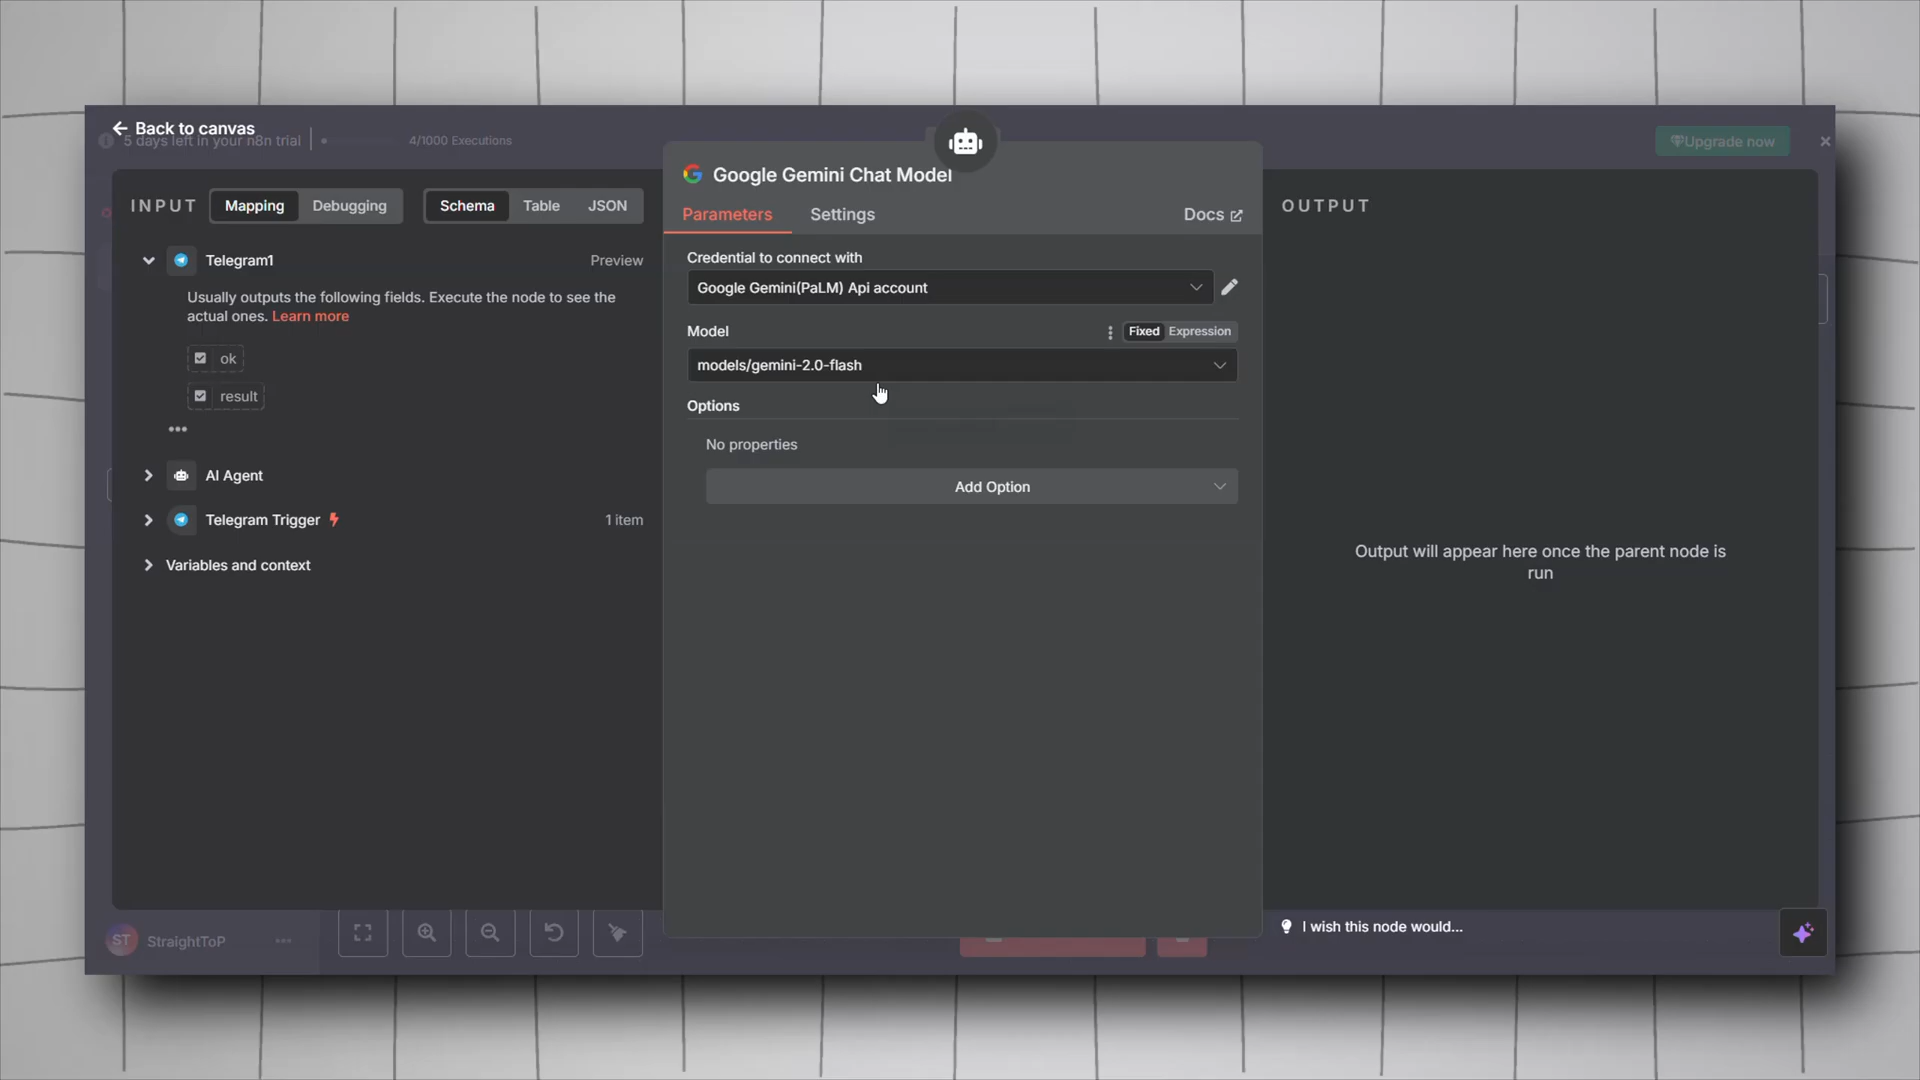 Back to canvas
5 days left in your n8n trial
4/1000 Executions
Upgrade now
INPUT
Mapping
Debugging
Schema
Table
JSON
Telegram1
Preview
Usually outputs the following fields. Execute the node to see the
actual ones. Learn more
ok
result
AI Agent
Telegram Trigger
1 item
Variables and context
Google Gemini Chat Model
Parameters
Settings
Docs
Credential to connect with
Google Gemini(PaLM) Api account
Model
Fixed
Expression
models/gemini-2.0-flash
Options
No properties
Add Option
OUTPUT
Output will appear here once the parent node is
run
ST
StraightToP
I wish this node would...